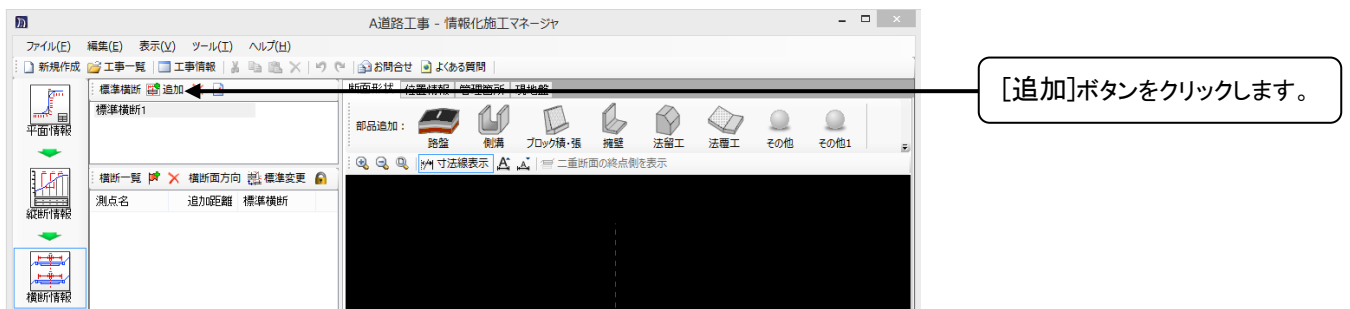 A道路工事 - 情報化施工マネージャ
ファイル(F) 編集(E) 表示(V) ツール(T) ヘルプ(H)
新規作成 工事一覧 工事情報 お問合せ よくある質問
標準横断 追加
断面形状 位置情報 管理箇所 現地盤
[追加]ボタンをクリックします。
標準横断1
部品追加：
路盤 側溝 ブロック積・張 擁壁 法留工 法覆工 その他 その他1
平面情報
寸法線表示 A A 二重断面の終点側を表示
横断一覧 横断面方向 標準変更
測点名 追加距離 標準横断
縦断情報
横断情報